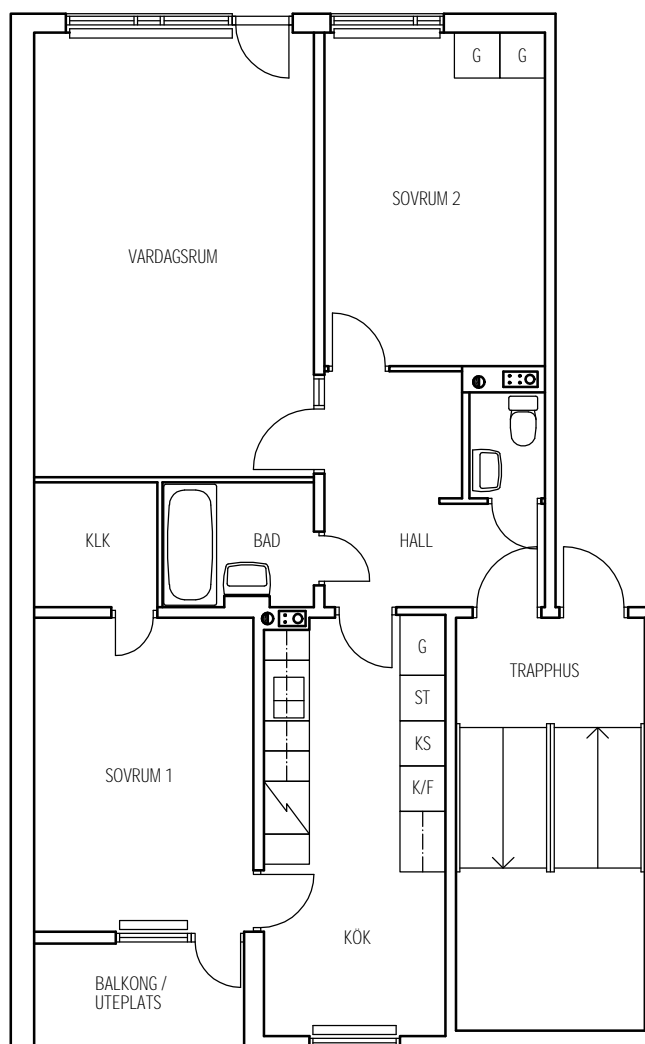 G G
SOVRUM 2
VARDAGSRUM
KLK
BAD
HALL
G
TRAPPHUS
ST
KS
SOVRUM 1
K/F
KÖK
BALKONG /
UTEPLATS